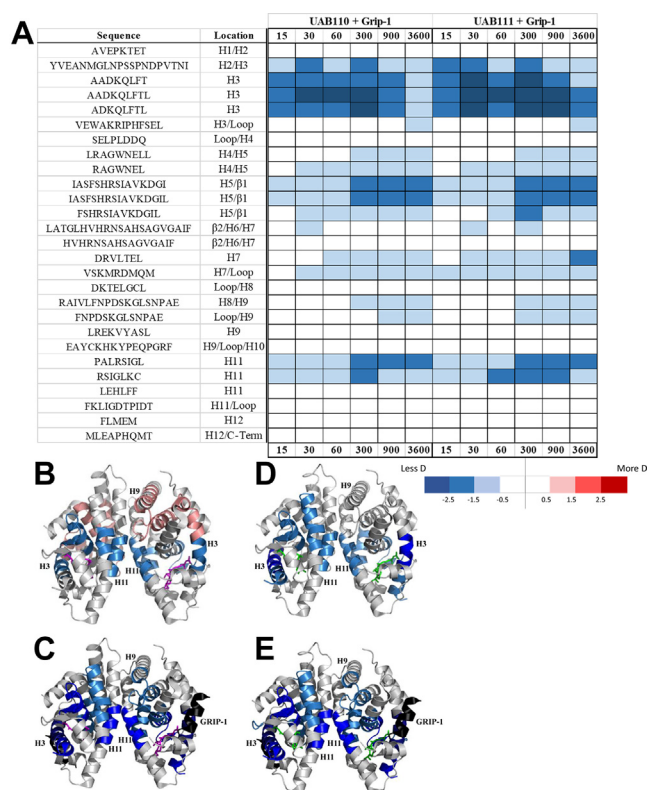 A
UAB110 + Grip-1 UAB111 + Grip-1
Sequence Location 15 30 60 300 900 3600 15 30 60 300 900 3600
AVEPKTET H1/H2
YVEANMGLNPSSPNDPVTNI H2/H3
AADKQLFT H3
AADKQLFTL H3
ADKQLFTL H3
VEWAKRIPHFSEL H3/Loop
SELPLDDQ Loop/H4
LRAGWNELL H4/H5
RAGWNEL H4/H5
IASFSHRSIAVKDGI H5/β1
IASFSHRSIAVKDGIL H5/β1
FSHRSIAVKDGIL H5/β1
LATGLHVHRNSAHSAGVGAIF β2/H6/H7
HVHRNSAHSAGVGAIF β2/H6/H7
DRVLTEL H7
VSKMRDMQM H7/Loop
DKTELGCL Loop/H8
RAIVLFNPDSKGLSNPAE H8/H9
FNPDSKGLSNPAE Loop/H9
LREKVYASL H9
EAYCKHKYPEQPGRF H9/Loop/H10
PALRSIGL H11
RSIGLKC H11
LEHLFF H11
FKLIGDTPIDT H11/Loop
FLMEM H12
MLEAPHQMT H12/C-Term
15 30 60 300 900 3600 15 30 60 300 900 3600
Less D More D
-2.5 -1.5 -0.5 0.5 1.5 2.5
B
H9
H3
H3
H11
H11
D
H9
H3
H3
H11
H11
C
H9
GRIP-1
H3
H11
H11
E
H9
GRIP-1
H3
H11
H11